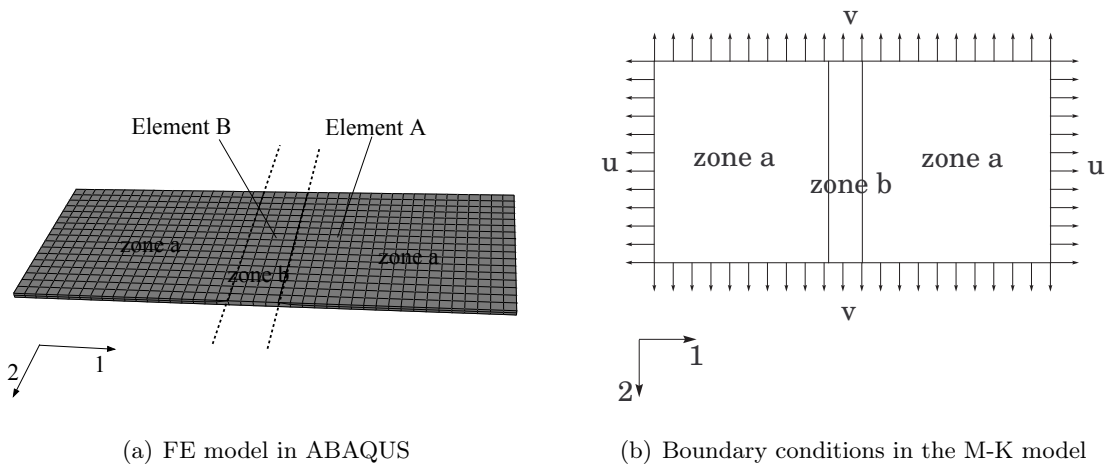 Element B
Element A
zone a
zone b
zone a
2
1
(a) FE model in ABAQUS
v
u
zone a
zone b
zone a
u
v
1
2
(b) Boundary conditions in the M-K model